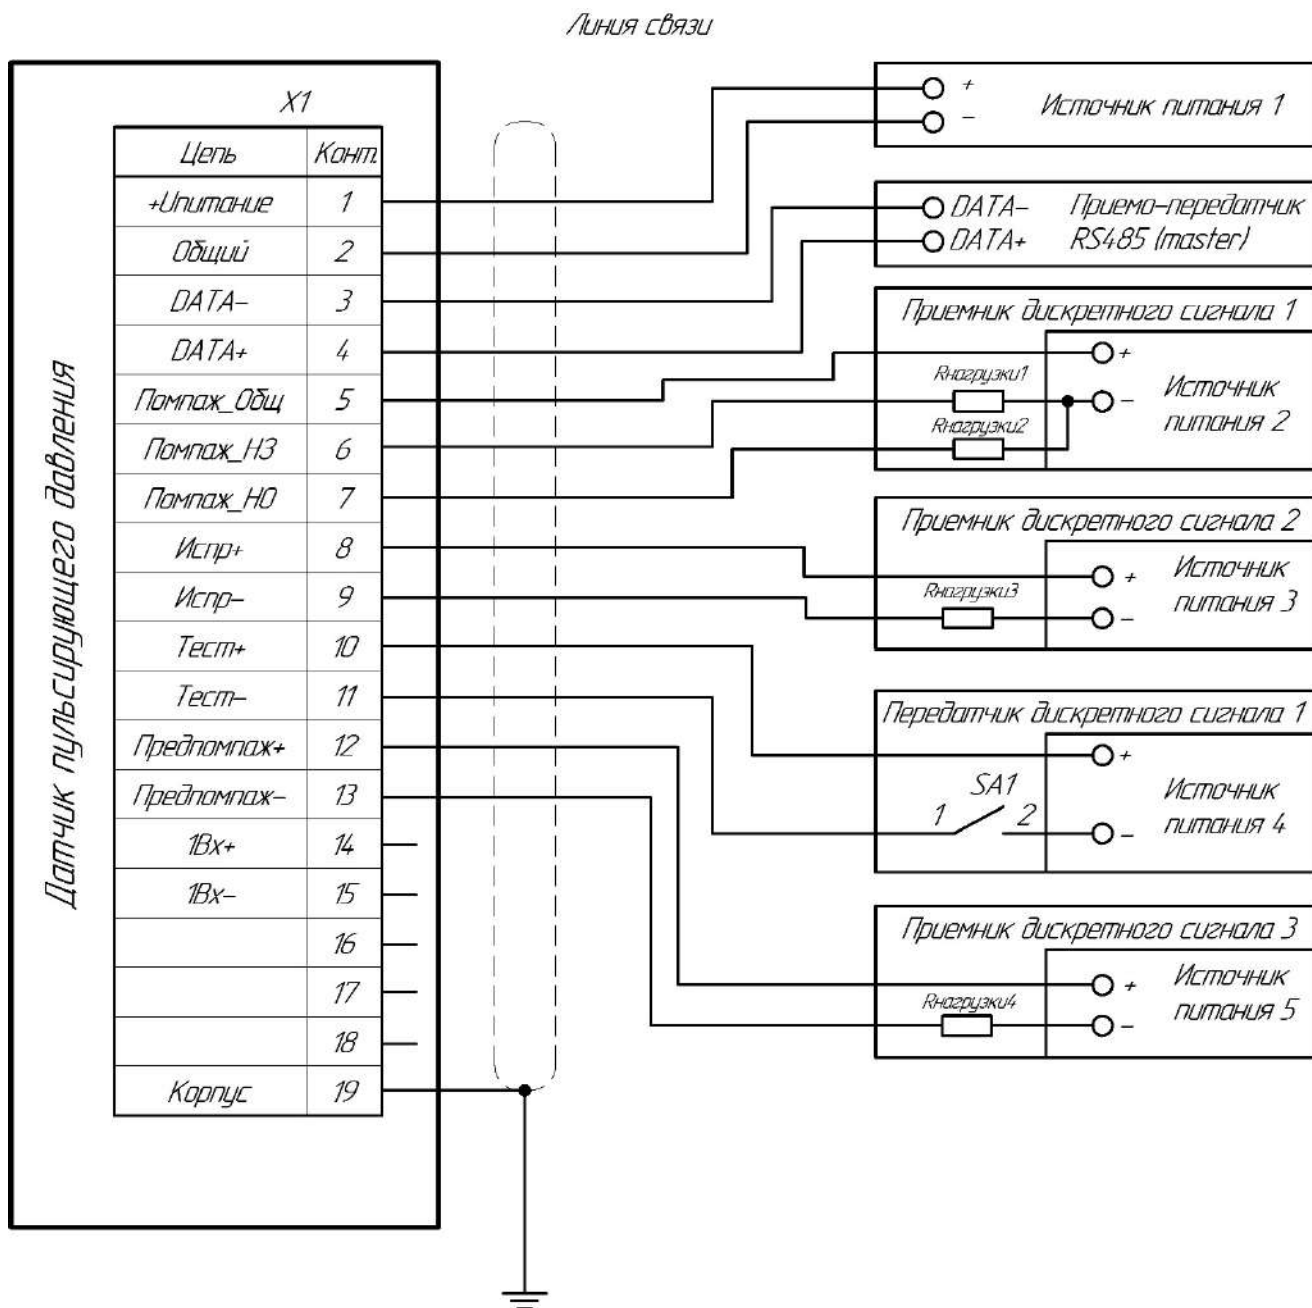 Линия связи
X1
Цепь Конт.
+Uпитание 1
Общий 2
DATA- 3
DATA+ 4
Помпаж_Общ 5
Помпаж_НЗ 6
Помпаж_НО 7
Испр+ 8
Испр- 9
Тест+ 10
Тест- 11
Предпомпаж+ 12
Предпомпаж- 13
1Вх+ 14
1Вх- 15
16
17
18
Корпус 19
Датчик пульсирующего давления
+ Источник питания 1
-
DATA- Приемо-передатчик
DATA+ RS485 (master)
Приемник дискретного сигнала 1
+
Rнагрузки1
- Источник
питания 2
Rнагрузки2
Приемник дискретного сигнала 2
+ Источник
питания 3
Rнагрузки3
-
Передатчик дискретного сигнала 1
+
SA1
1 2
- Источник
питания 4
Приемник дискретного сигнала 3
+ Источник
питания 5
Rнагрузки4
-